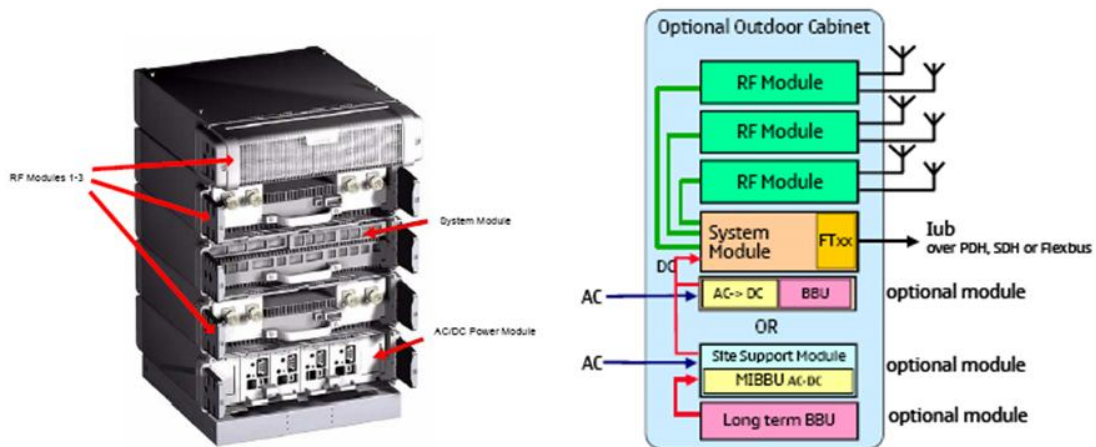 RF Modules 1-3
System Module
AC/DC Power Module
Optional Outdoor Cabinet
RF Module
RF Module
RF Module
System
Module
FTxx
Iub
over PDH, SDH or Flexbus
DC
AC
AC-> DC
BBU
optional module
OR
AC
Site Support Module
MIBBU AC-DC
optional module
Long term BBU
optional module